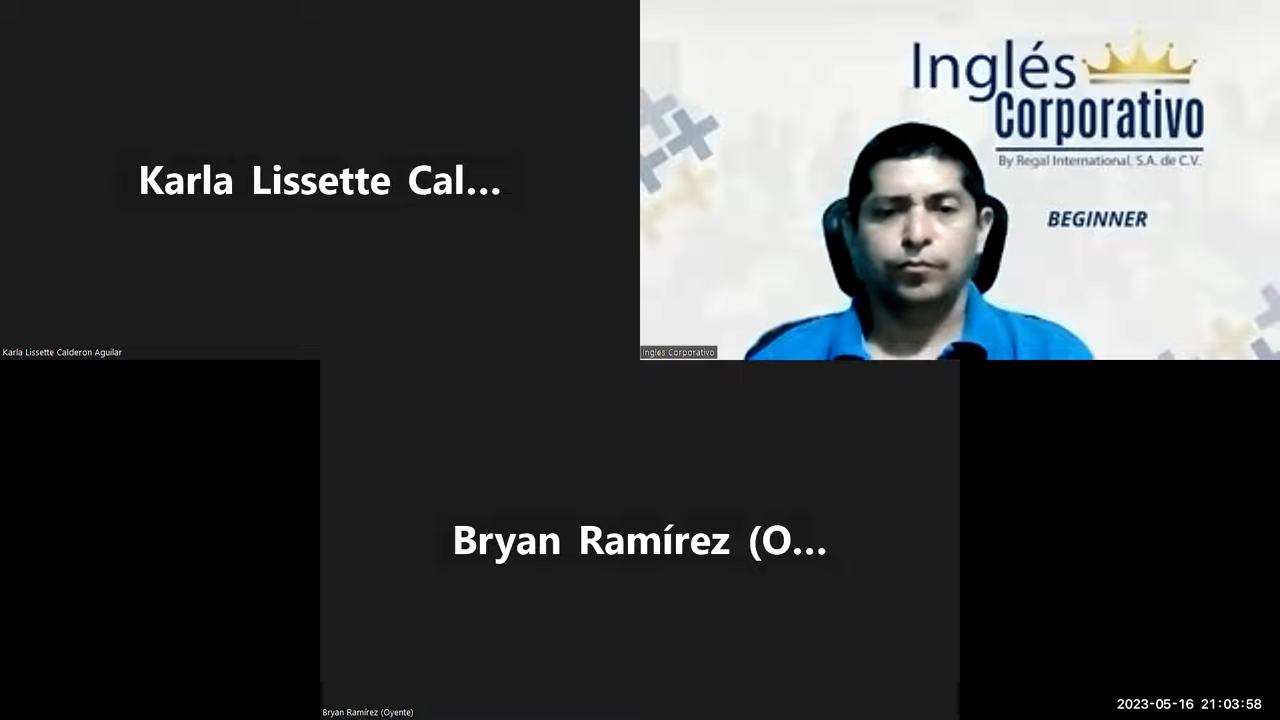 Karla Lissette Cal...
Karla Lissette Calderon Aguilar
Inglés
Corporativo
By Regal International, S.A. de C.V.
BEGINNER
Ingles Corporativo
Bryan Ramírez (O...
Bryan Ramírez (Oyente)
2023-05-16 21:03:58